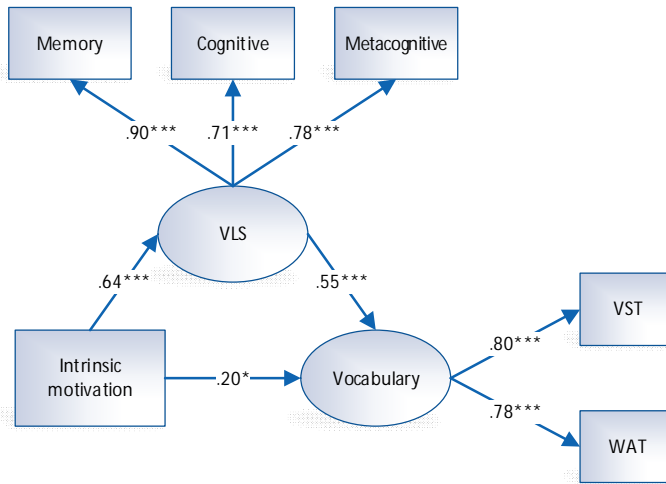 Memory
Cognitive
Metacognitive
.90***
.71***
.78***
VLS
.64***
.55***
VST
.80***
Intrinsic
motivation
.20*
Vocabulary
.78***
WAT